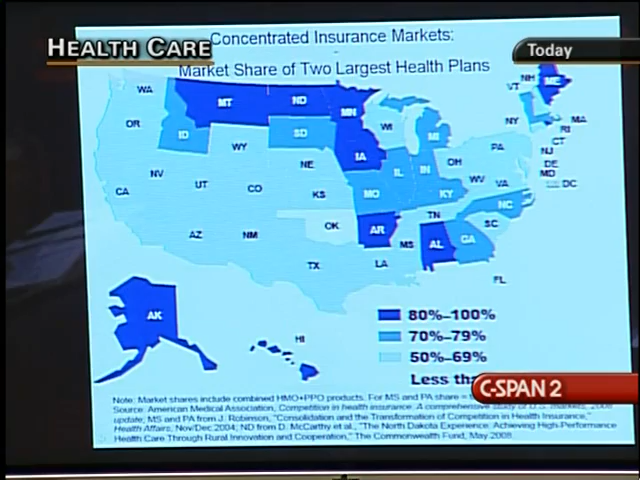 HEALTH CARE
Today
Concentrated Insurance Markets:
Market Share of Two Largest Health Plans
WA
MT
ND
MN
OR
ID
SD
WI
MI
VT
NH
ME
NY
MA
RI
CT
WY
IA
PA
NJ
NV
NE
IL
IN
OH
DE
MD
UT
CO
WV
VA
DC
CA
KS
MO
KY
NC
AZ
NM
OK
AR
TN
SC
MS
AL
GA
TX
LA
FL
AK
HI
80%–100%
70%–79%
50%–69%
Less tha
C-SPAN 2
Note: Market shares include combined HMO+PPO products. For MS and PA share =
Source: American Medical Association, Competition in health insurance: A comprehensive study of U.S. markets, 2008
update; MS and PA from J. Robinson, "Consolidation and the Transformation of Competition in Health Insurance,"
Health Affairs, Nov/Dec 2004; ND from D. McCarthy et al., "The North Dakota Experience: Achieving High-Performance
Health Care Through Rural Innovation and Cooperation," The Commonwealth Fund, May 2008